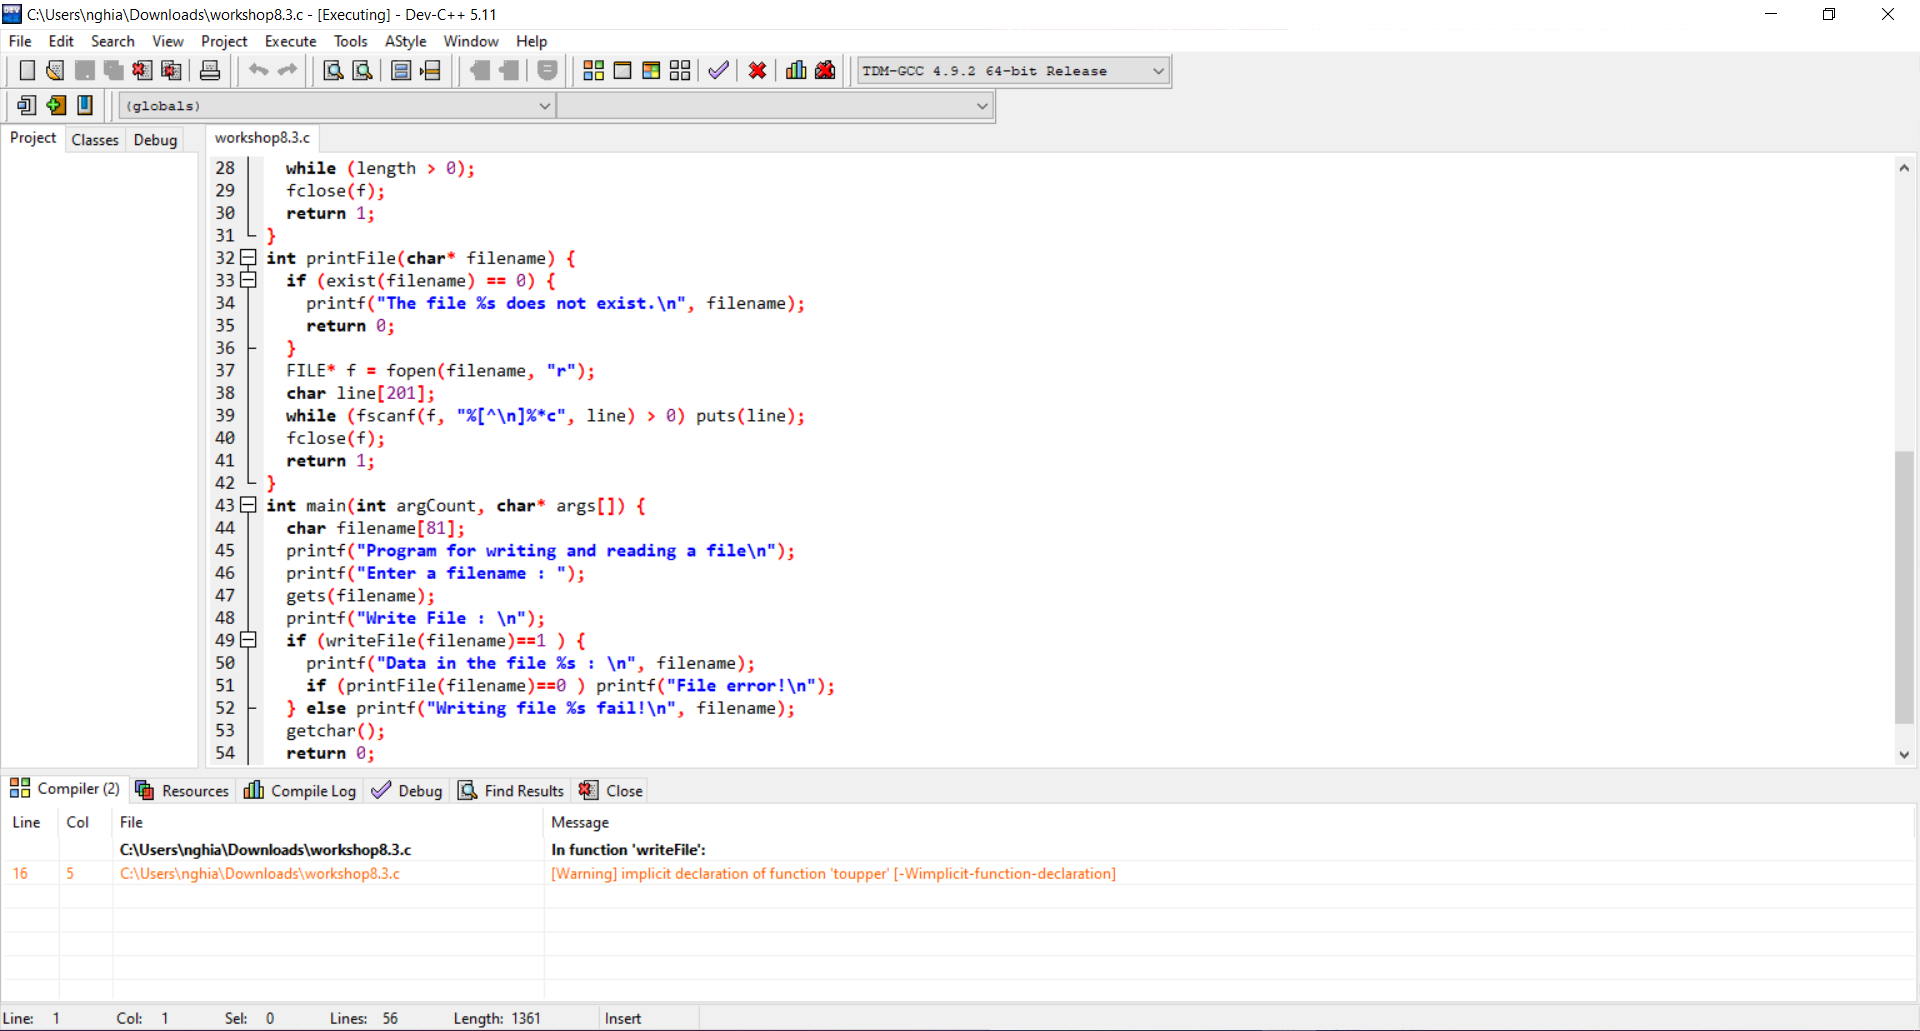 C:\Users\nghia\Downloads\workshop8.3.c - [Executing] - Dev-C++ 5.11
File Edit Search View Project Execute Tools AStyle Window Help
TDM-GCC 4.9.2 64-bit Release
(globals)
Project Classes Debug workshop8.3.c
28 while (length > 0);
29 fclose(f);
30 return 1;
31 }
32 int printFile(char* filename) {
33 if (exist(filename) == 0) {
34 printf("The file %s does not exist.\n", filename);
35 return 0;
36 }
37 FILE* f = fopen(filename, "r");
38 char line[201];
39 while (fscanf(f, "%[^\n]%*c", line) > 0) puts(line);
40 fclose(f);
41 return 1;
42 }
43 int main(int argCount, char* args[]) {
44 char filename[81];
45 printf("Program for writing and reading a file\n");
46 printf("Enter a filename : ");
47 gets(filename);
48 printf("Write File : \n");
49 if (writeFile(filename)==1 ) {
50 printf("Data in the file %s : \n", filename);
51 if (printFile(filename)==0 ) printf("File error!\n");
52 } else printf("Writing file %s fail!\n", filename);
53 getchar();
54 return 0;
Compiler (2) Resources Compile Log Debug Find Results Close
Line Col File Message
C:\Users\nghia\Downloads\workshop8.3.c In function 'writeFile':
16 5 C:\Users\nghia\Downloads\workshop8.3.c [Warning] implicit declaration of function 'toupper' [-Wimplicit-function-declaration]
Line: 1 Col: 1 Sel: 0 Lines: 56 Length: 1361 Insert